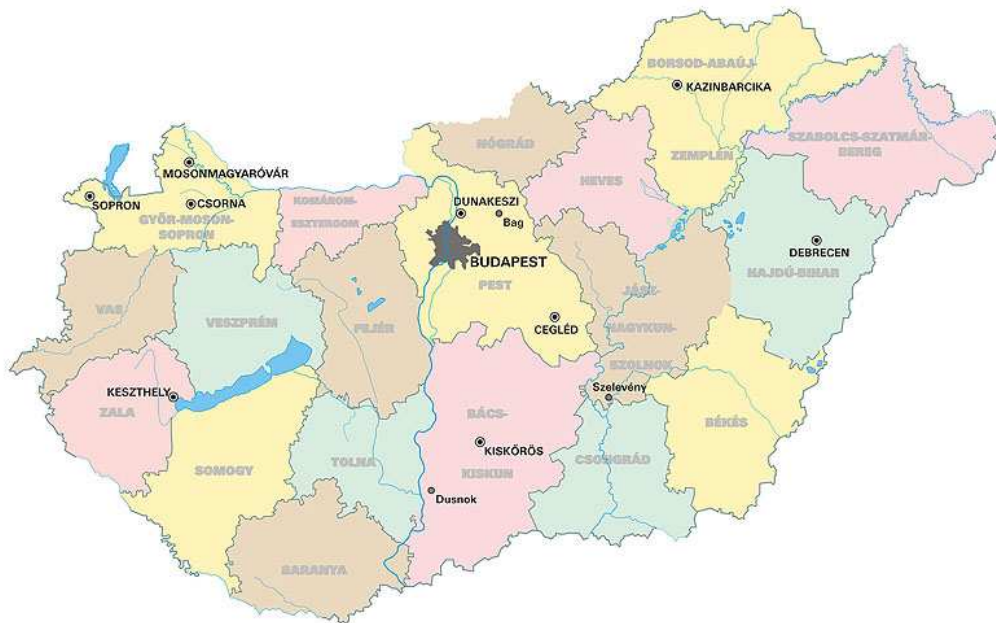 BORSOD-ABAÚJ-
KAZINBARCIKA
SZABOLCS-SZATMÁR-
BEREG
NÓGRÁD
ZEMPLÉN
MOSONMAGYARÓVÁR
HEVES
SOPRON
CSORNA
KOMÁROM-
ESZTERGOM
DUNAKESZI
Bag
GYŐR-MOSON-
SOPRON
DEBRECEN
BUDAPEST
HAJDÚ-BIHAR
PEST
JÁSZ-
VAS
VESZPRÉM
FEJÉR
CEGLÉD
NAGYKUN-
SZOLNOK
KESZTHELY
Szelevény
ZALA
BÁCS-
BÉKÉS
KISKŐRÖS
SOMOGY
TOLNA
CSONGRÁD
KISKUN
Dusnok
BARANYA